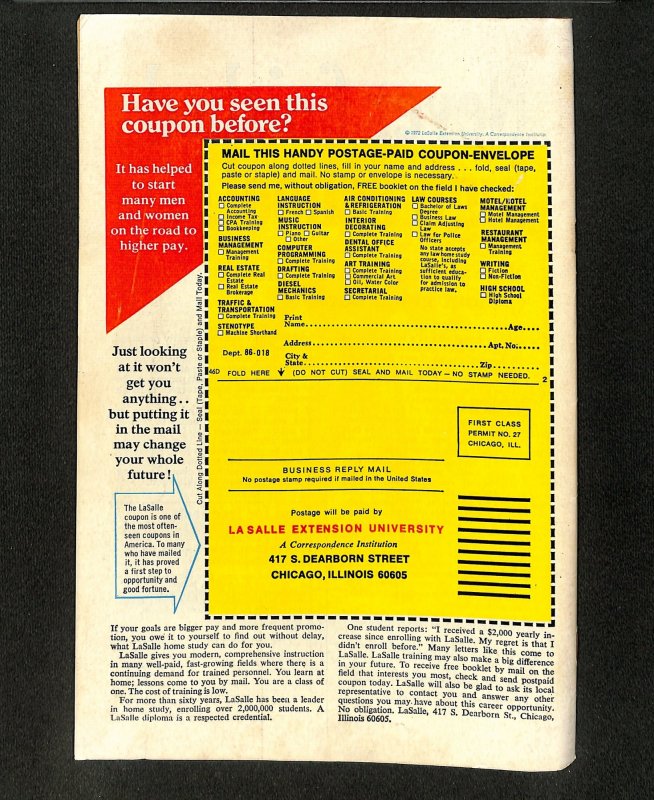 Have you seen this
coupon before?
© 1972 LaSalle Extension University, A Correspondence Institution
It has helped
to start
many men
and women
on the road to
higher pay.
Just looking
at it won't
get you
anything..
but putting it
in the mail
may change
your whole
future!
The LaSalle
coupon is one of
the most often-
seen coupons in
America. To many
who have mailed
it, it has proved
a first step to
opportunity and
good fortune.
Cut Along Dotted Line — Seal (Tape, Paste or Staple) and Mail Today.
MAIL THIS HANDY POSTAGE-PAID COUPON-ENVELOPE
Cut coupon along dotted lines, fill in your name and address . . . fold, seal (tape,
paste or staple) and mail. No stamp or envelope is necessary.
Please send me, without obligation, FREE booklet on the field I have checked:
ACCOUNTING
Complete
Accounting
Income Tax
CPA Training
Bookkeeping
BUSINESS
MANAGEMENT
Management
Training
REAL ESTATE
Complete Real
Estate
Real Estate
Brokerage
TRAFFIC &
TRANSPORTATION
Complete Training
STENOTYPE
Machine Shorthand
LANGUAGE
INSTRUCTION
French Spanish
MUSIC
INSTRUCTION
Piano Guitar
Other
COMPUTER
PROGRAMMING
Complete Training
DRAFTING
Complete Training
DIESEL
MECHANICS
Basic Training
AIR CONDITIONING
& REFRIGERATION
Basic Training
INTERIOR
DECORATING
Complete Training
DENTAL OFFICE
ASSISTANT
Complete Training
ART TRAINING
Complete Training
Commercial Art
Oil, Water Color
SECRETARIAL
Complete Training
LAW COURSES
Bachelor of Laws
Degree
Business Law
Claim Adjusting
Law
Law for Police
Officers
No state accepts
any law home study
course, including
LaSalle's, as
sufficient educa-
tion to qualify
for admission to
practice law.
MOTEL/HOTEL
MANAGEMENT
Motel Management
Hotel Management
RESTAURANT
MANAGEMENT
Management
Training
WRITING
Fiction
Non-Fiction
HIGH SCHOOL
High School
Diploma
Print
Name Age
Address Apt. No.
Dept. 86-018
City &
State Zip
46D FOLD HERE (DO NOT CUT) SEAL AND MAIL TODAY — NO STAMP NEEDED. 2
FIRST CLASS
PERMIT NO. 27
CHICAGO, ILL.
BUSINESS REPLY MAIL
No postage stamp required if mailed in the United States
Postage will be paid by
LA SALLE EXTENSION UNIVERSITY
A Correspondence Institution
417 S. DEARBORN STREET
CHICAGO, ILLINOIS 60605
If your goals are bigger pay and more frequent promo-
tion, you owe it to yourself to find out without delay,
what LaSalle home study can do for you.
LaSalle gives you modern, comprehensive instruction
in many well-paid, fast-growing fields where there is a
continuing demand for trained personnel. You learn at
home; lessons come to you by mail. You are a class of
one. The cost of training is low.
For more than sixty years, LaSalle has been a leader
in home study, enrolling over 2,000,000 students. A
LaSalle diploma is a respected credential.
One student reports: "I received a $2,000 yearly in-
crease since enrolling with LaSalle. My regret is that I
didn't enroll before." Many letters like this come to
LaSalle. LaSalle training may also make a big difference
in your future. To receive free booklet by mail on the
field that interests you most, check and send postpaid
coupon today. LaSalle will also be glad to ask its local
representative to contact you and answer any other
questions you may have about this career opportunity.
No obligation. LaSalle, 417 S. Dearborn St., Chicago,
Illinois 60605.